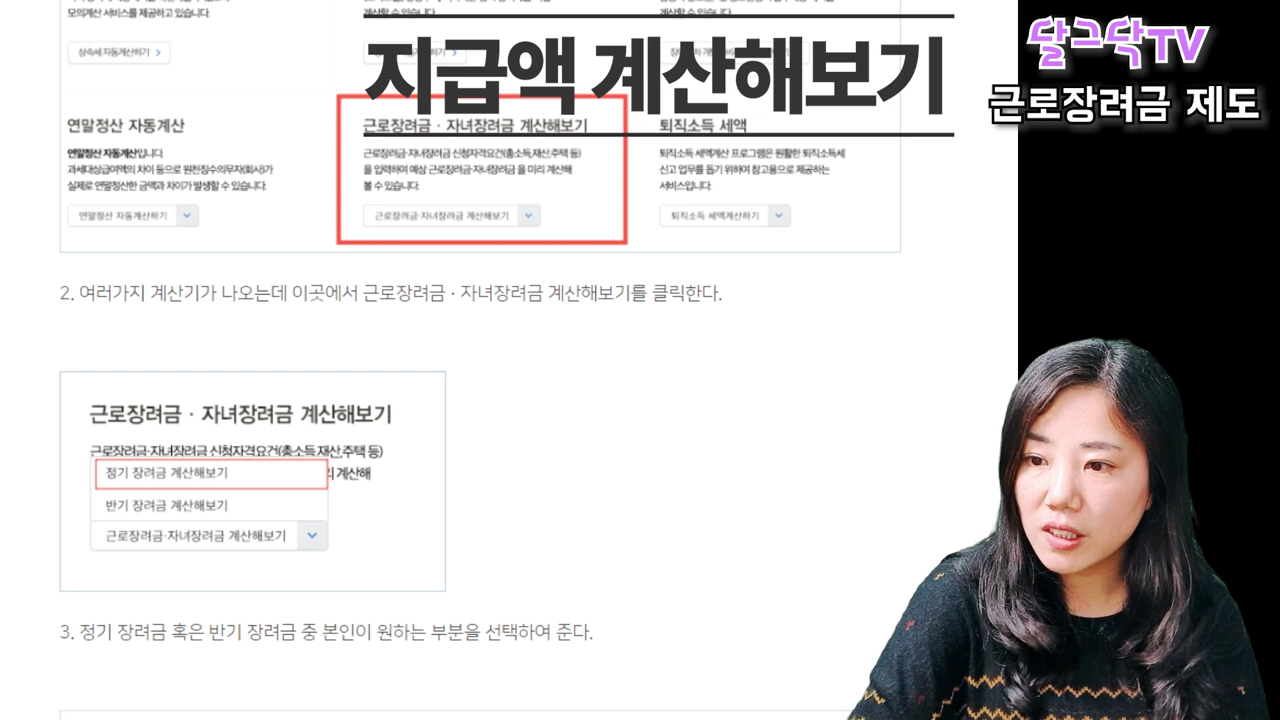 모의계산 서비스를 제공하고 있습니다.
계산할 수 있습니다.
상속세 자동계산하기
지급액 계산해보기
달그닥TV
근로장려금 제도
연말정산 자동계산
연말정산 자동계산입니다.
과세대상급여액의 차이 등으로 원천징수의무자(회사)가
실제로 연말정산한 금액과 차이가 발생할 수 있습니다.
연말정산 자동계산하기
근로장려금 · 자녀장려금 계산해보기
근로장려금·자녀장려금 신청자격요건(총소득,재산,주택 등)
을 입력하여 예상 근로장려금·자녀장려금 을 미리 계산해
볼 수 있습니다.
근로장려금·자녀장려금 계산해보기
퇴직소득 세액
퇴직소득 세액계산 프로그램은 원활한 퇴직소득세
신고 업무를 돕기 위하여 참고용으로 제공하는
서비스입니다.
퇴직소득 세액계산하기
2. 여러가지 계산기가 나오는데 이곳에서 근로장려금 · 자녀장려금 계산해보기를 클릭한다.
근로장려금 · 자녀장려금 계산해보기
근로장려금·자녀장려금 신청자격요건(총소득,재산,주택 등)
정기 장려금 계산해보기
리 계산해
반기 장려금 계산해보기
근로장려금·자녀장려금 계산해보기
3. 정기 장려금 혹은 반기 장려금 중 본인이 원하는 부분을 선택하여 준다.